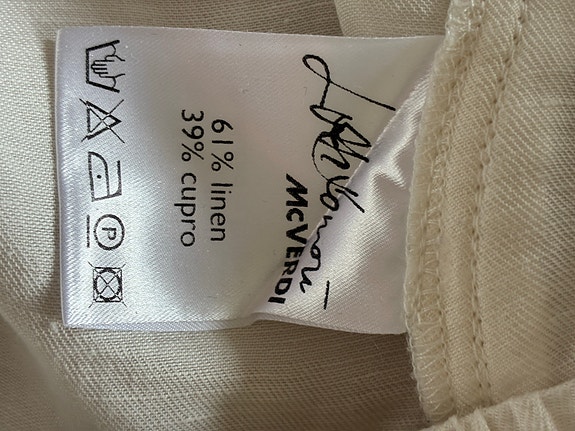 McVERDI
61% linen
39% cupro
P